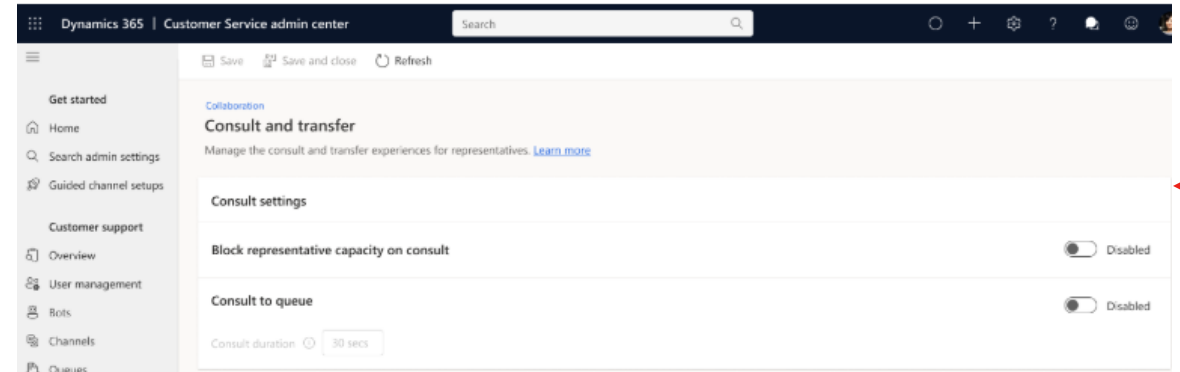 Dynamics 365 | Customer Service admin center
Search
Save
Save and close
Refresh
Get started
Home
Search admin settings
Guided channel setups
Customer support
Overview
User management
Bots
Channels
Queues
Collaboration
Consult and transfer
Manage the consult and transfer experiences for representatives. Learn more
Consult settings
Block representative capacity on consult
Disabled
Consult to queue
Disabled
Consult duration
30 secs